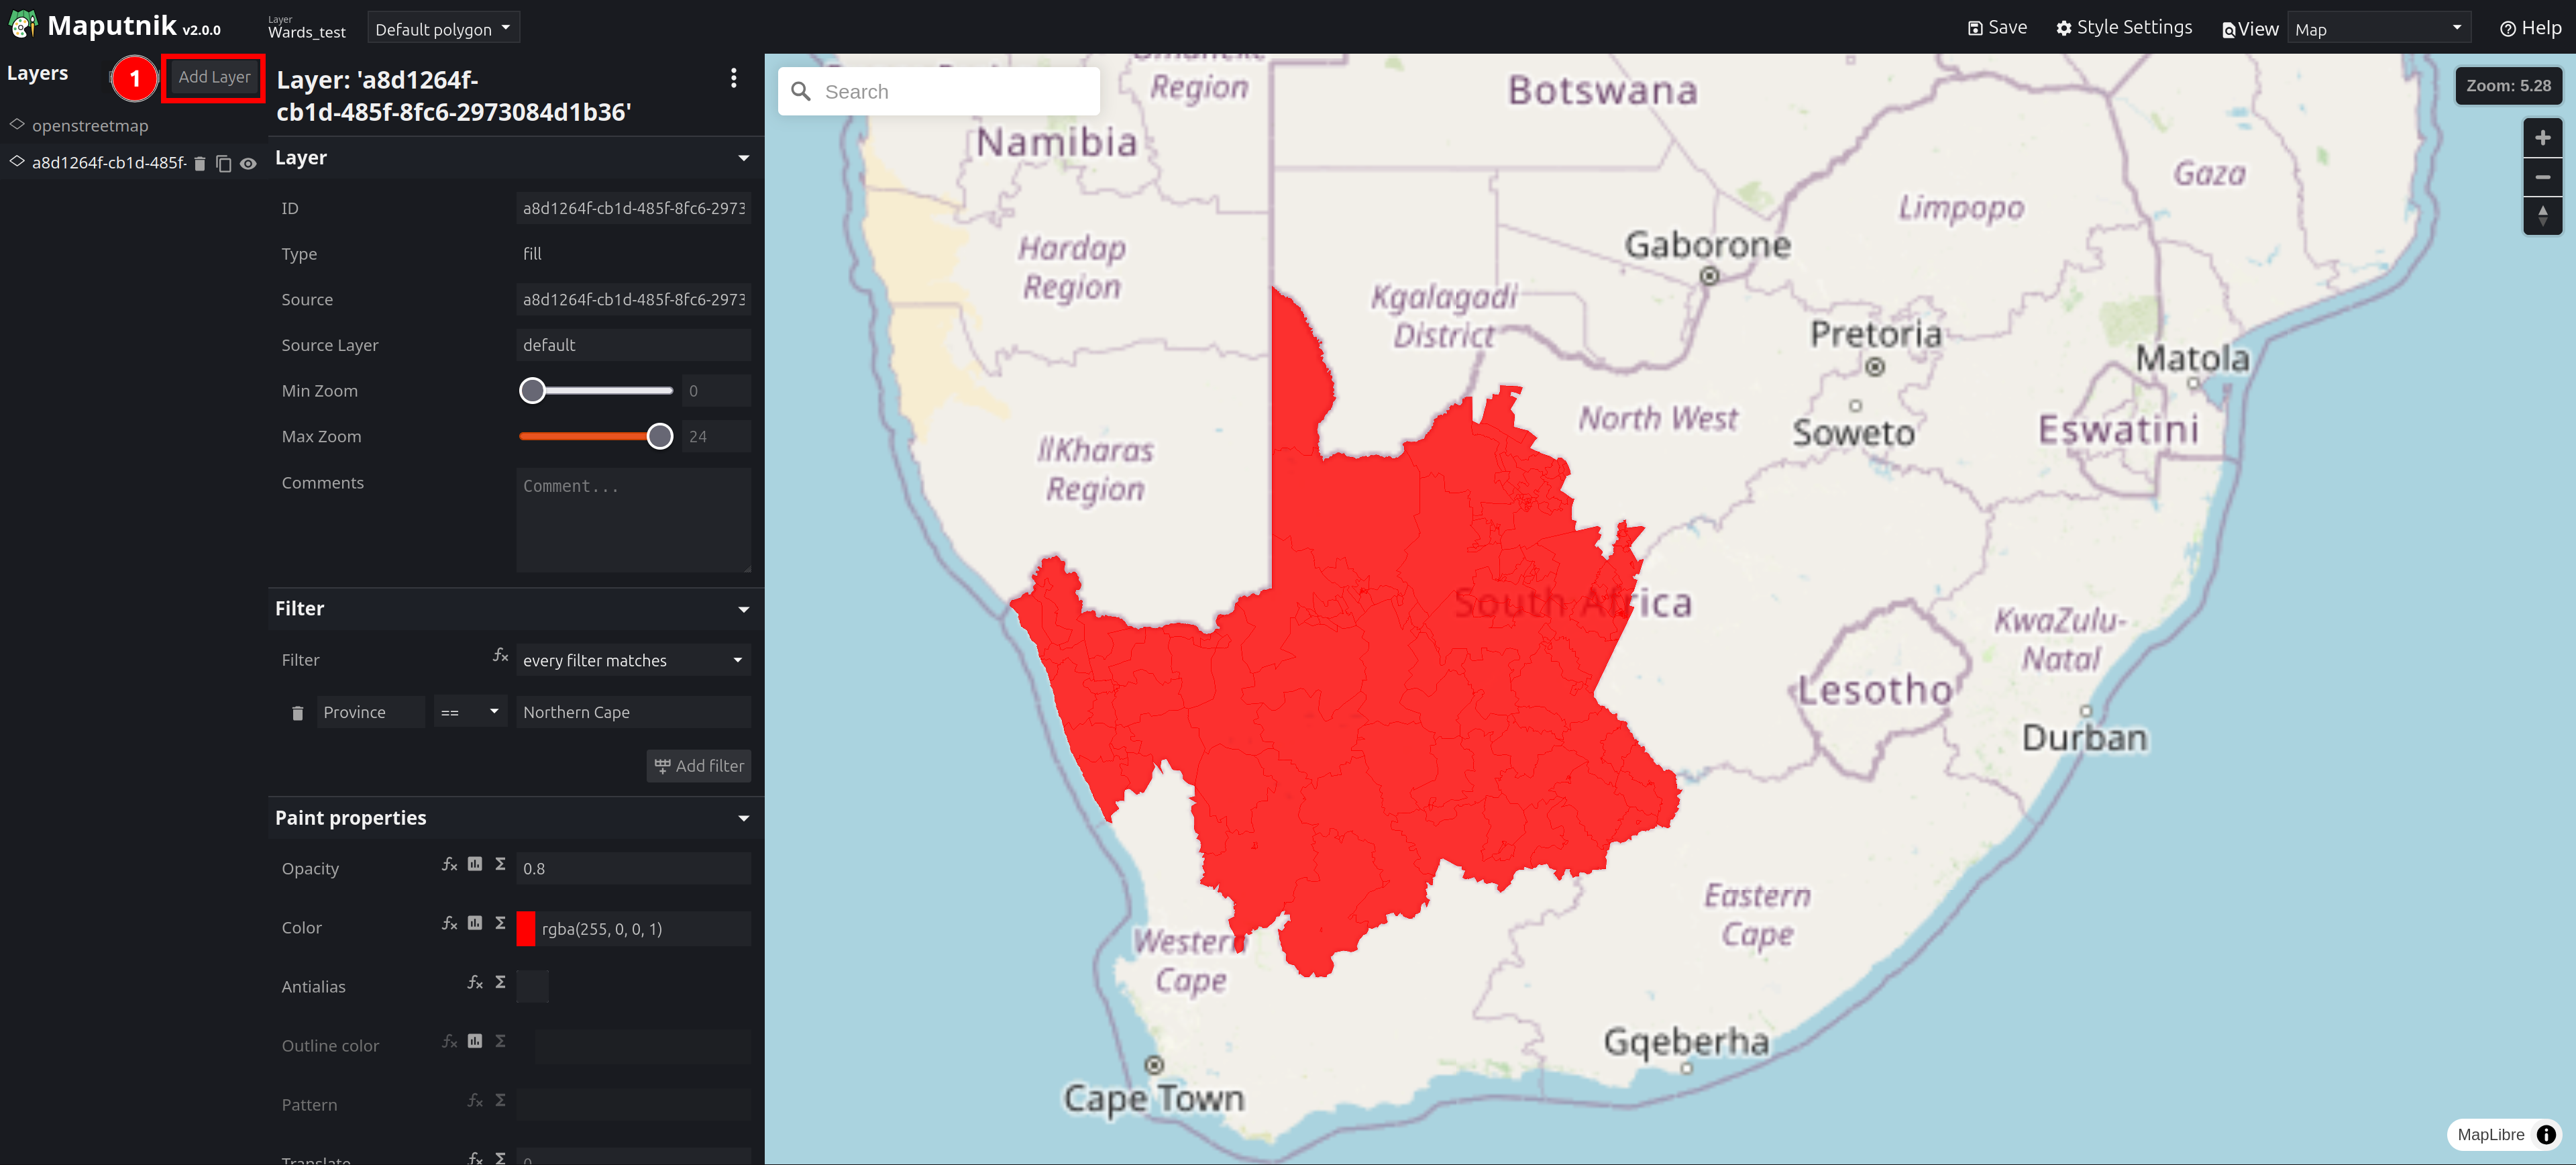 Maputnik v2.0.0
Layer
Wards_test
Default polygon
Save
Style Settings
View
Map
Help
Layers
1
Add Layer
openstreetmap
a8d1264f-cb1d-485f-
Layer: 'a8d1264f-
cb1d-485f-8fc6-2973084d1b36'
Layer
ID
a8d1264f-cb1d-485f-8fc6-2973
Type
fill
Source
a8d1264f-cb1d-485f-8fc6-2973
Source Layer
default
Min Zoom
0
Max Zoom
24
Comments
Comment...
Filter
Filter
every filter matches
Province
==
Northern Cape
Add filter
Paint properties
Opacity
0.8
Color
rgba(255, 0, 0, 1)
Antialias
Outline color
Pattern
Translate
0
Search
Zoom: 5.28
Region
Botswana
Namibia
Gaza
Limpopo
Hardap
Region
Gaborone
Kgalagadi
District
Pretoria
Matola
North West
Soweto
Eswatini
llKharas
Region
South Africa
KwaZulu-
Natal
Lesotho
Durban
Eastern
Cape
Western
Cape
Gqeberha
Cape Town
MapLibre